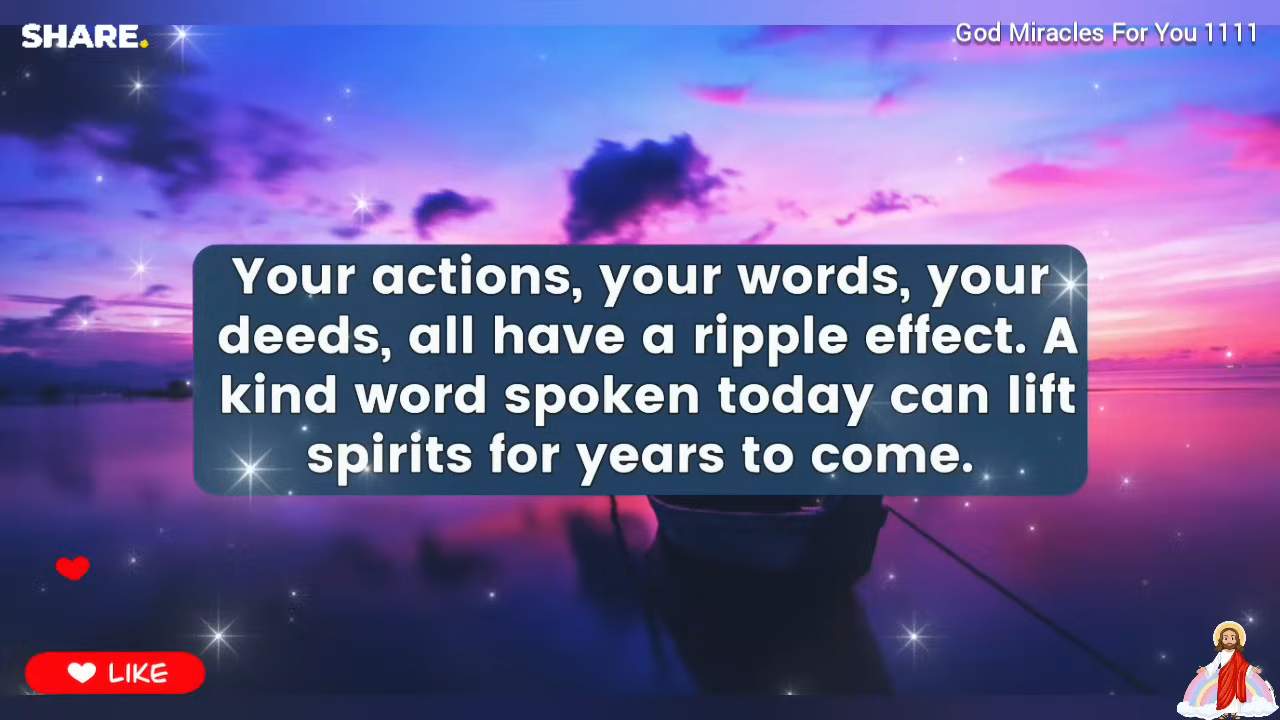 SHARE.
God Miracles For You 1111
Your actions, your words, your
deeds, all have a ripple effect. A
kind word spoken today can lift
spirits for years to come.
LIKE